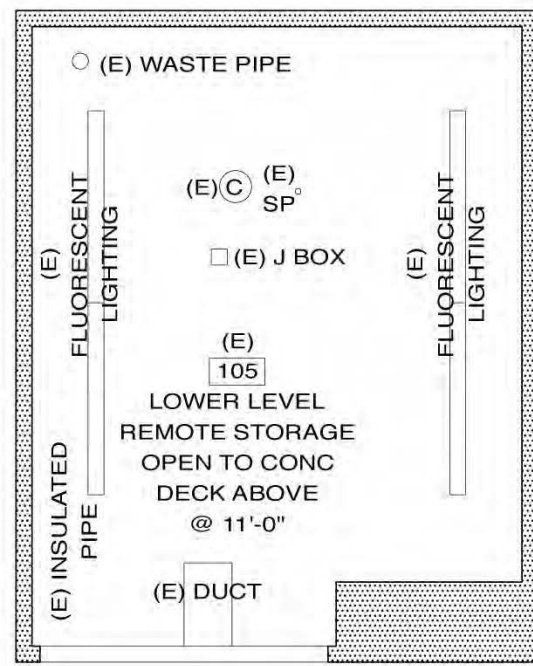 (E) WASTE PIPE
(E) C
(E)
SP
(E)
FLUORESCENT
LIGHTING
(E)
FLUORESCENT
LIGHTING
(E) J BOX
(E)
105
LOWER LEVEL
REMOTE STORAGE
OPEN TO CONC
DECK ABOVE
@ 11'-0"
(E) INSULATED
PIPE
(E) DUCT